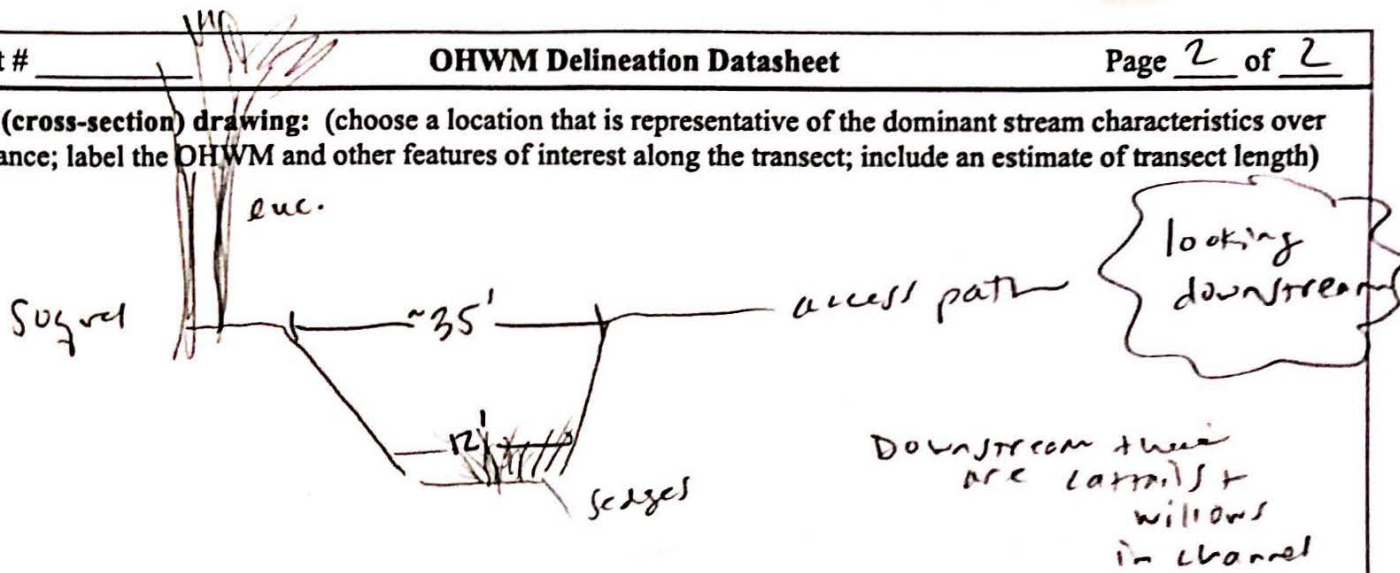 t # OHWM Delineation Datasheet Page 2 of 2
(cross-section) drawing: (choose a location that is representative of the dominant stream characteristics over
ance; label the OHWM and other features of interest along the transect; include an estimate of transect length)
euc.
looking
downstream
~35'
access path
12'
sedges
Downstream there
are cattails +
willows
in channel